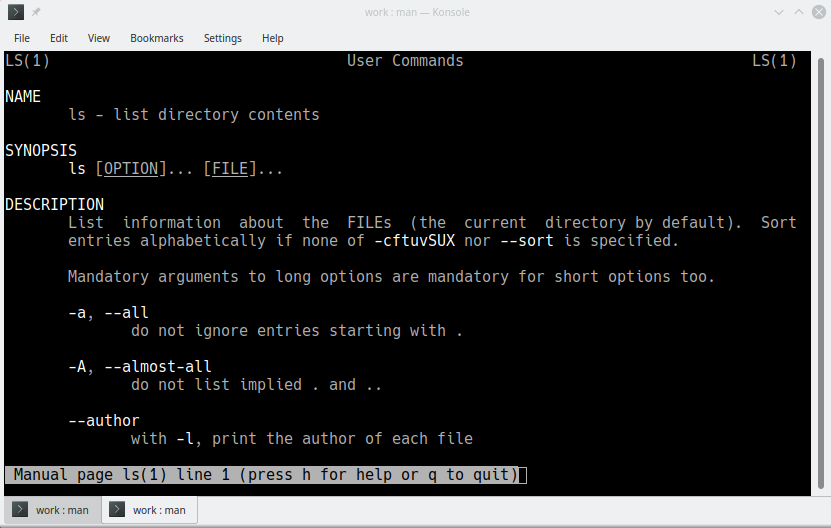 work : man — Konsole
File Edit View Bookmarks Settings Help
LS(1) User Commands LS(1)
NAME
ls - list directory contents
SYNOPSIS
ls [OPTION]... [FILE]...
DESCRIPTION
List information about the FILEs (the current directory by default). Sort
entries alphabetically if none of -cftuvSUX nor --sort is specified.
Mandatory arguments to long options are mandatory for short options too.
-a, --all
do not ignore entries starting with .
-A, --almost-all
do not list implied . and ..
--author
with -l, print the author of each file
Manual page ls(1) line 1 (press h for help or q to quit)
work : man work : man